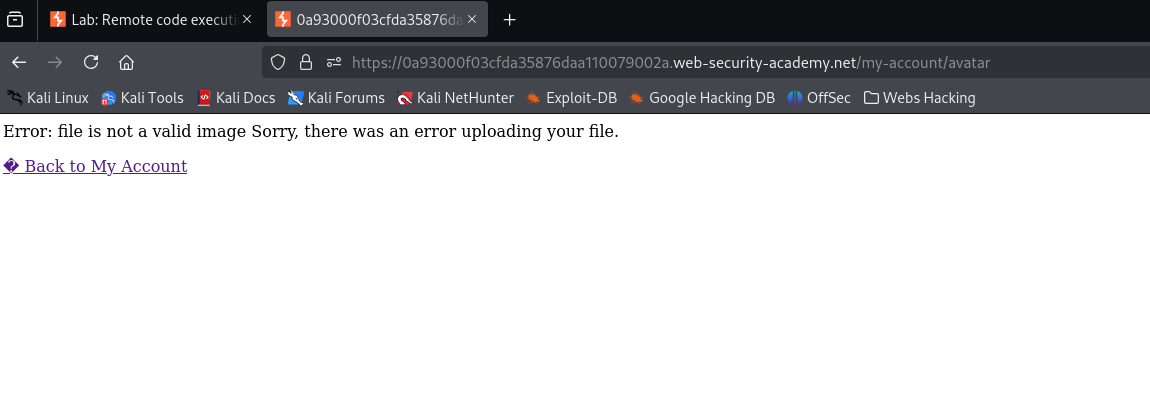 Lab: Remote code executi
0a93000f03cfda35876da
https://0a93000f03cfda35876daa110079002a.web-security-academy.net/my-account/avatar
Kali Linux Kali Tools Kali Docs Kali Forums Kali NetHunter Exploit-DB Google Hacking DB OffSec Webs Hacking
Error: file is not a valid image Sorry, there was an error uploading your file.
� Back to My Account